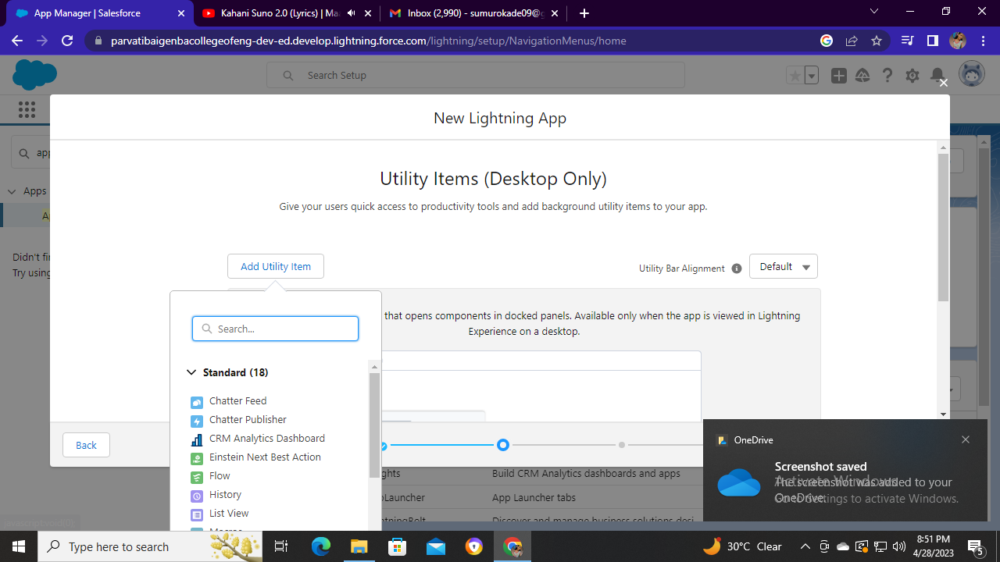 App Manager | Salesforce
Kahani Suno 2.0 (Lyrics) | Ma
Inbox (2,990) - sumurokade09@g
parvatibaigenbacollegeofeng-dev-ed.develop.lightning.force.com/lightning/setup/NavigationMenus/home
Search Setup
New Lightning App
app
Utility Items (Desktop Only)
Apps
Give your users quick access to productivity tools and add background utility items to your app.
Ap
Didn't fi
Try using
Add Utility Item
Utility Bar Alignment
Default
that opens components in docked panels. Available only when the app is viewed in Lightning
Experience on a desktop.
Search...
Standard (18)
Chatter Feed
Chatter Publisher
CRM Analytics Dashboard
Einstein Next Best Action
Flow
History
List View
Back
OneDrive
Screenshot saved
The screenshot was added to your
OneDrive.
Activate Windows
Go to Settings to activate Windows.
ghts
Build CRM Analytics dashboards and apps
pLauncher
App Launcher tabs
htningBolt
Discover and manage business solutions desi
Type here to search
30°C Clear
8:51 PM
4/28/2023
5